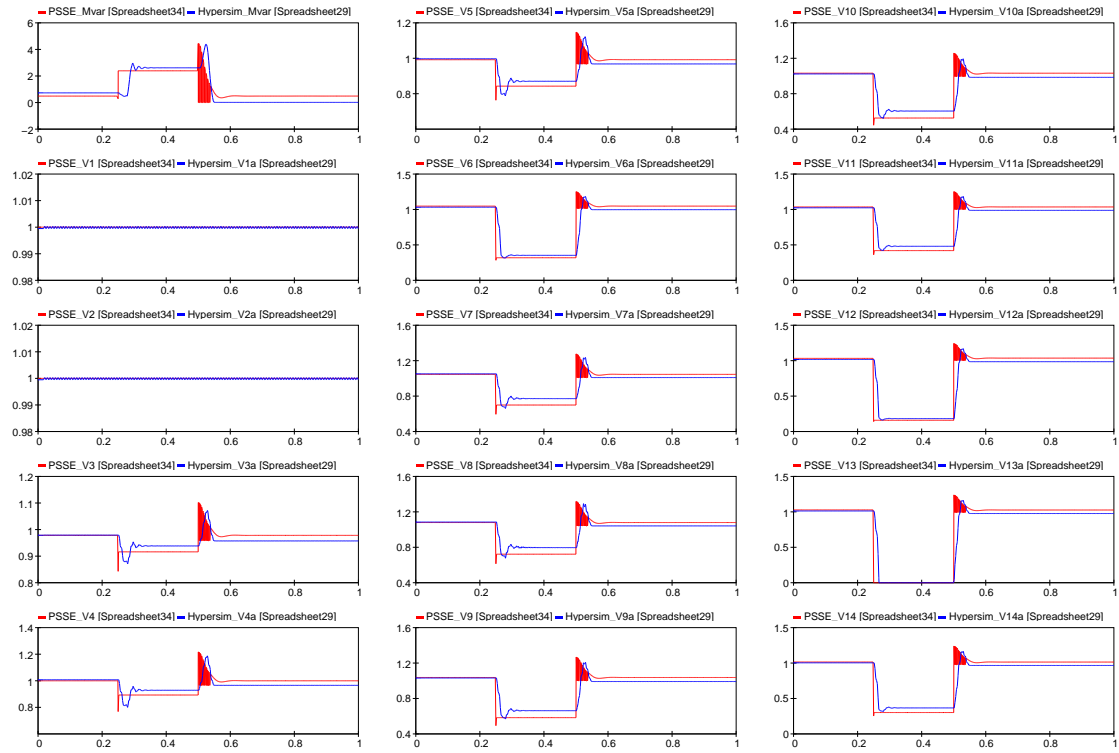 PSSE_Mvar [Spreadsheet34] Hypersim_Mvar [Spreadsheet29]
6
4
2
0
−2
0 0.2 0.4 0.6 0.8 1
PSSE_V5 [Spreadsheet34] Hypersim_V5a [Spreadsheet29]
1.2
1
0.8
0.6
0 0.2 0.4 0.6 0.8 1
PSSE_V10 [Spreadsheet34] Hypersim_V10a [Spreadsheet29]
1.6
1.2
0.8
0.4
0 0.2 0.4 0.6 0.8 1
PSSE_V1 [Spreadsheet34] Hypersim_V1a [Spreadsheet29]
1.02
1.00
1
0.99
0.98
0 0.2 0.4 0.6 0.8 1
PSSE_V6 [Spreadsheet34] Hypersim_V6a [Spreadsheet29]
1.5
1
0.5
0
0 0.2 0.4 0.6 0.8 1
PSSE_V11 [Spreadsheet34] Hypersim_V11a [Spreadsheet29]
1.5
1
0.5
0
0 0.2 0.4 0.6 0.8 1
PSSE_V2 [Spreadsheet34] Hypersim_V2a [Spreadsheet29]
1.02
1.00
1
0.99
0.98
0 0.2 0.4 0.6 0.8 1
PSSE_V7 [Spreadsheet34] Hypersim_V7a [Spreadsheet29]
1.6
1.2
0.8
0.4
0 0.2 0.4 0.6 0.8 1
PSSE_V12 [Spreadsheet34] Hypersim_V12a [Spreadsheet29]
1.5
1
0.5
0
0 0.2 0.4 0.6 0.8 1
PSSE_V3 [Spreadsheet34] Hypersim_V3a [Spreadsheet29]
1.2
1.1
1
0.9
0.8
0 0.2 0.4 0.6 0.8 1
PSSE_V8 [Spreadsheet34] Hypersim_V8a [Spreadsheet29]
1.6
1.2
0.8
0.4
0 0.2 0.4 0.6 0.8 1
PSSE_V13 [Spreadsheet34] Hypersim_V13a [Spreadsheet29]
1.5
1
0.5
0
0 0.2 0.4 0.6 0.8 1
PSSE_V4 [Spreadsheet34] Hypersim_V4a [Spreadsheet29]
1.4
1.2
1
0.8
0 0.2 0.4 0.6 0.8 1
PSSE_V9 [Spreadsheet34] Hypersim_V9a [Spreadsheet29]
1.6
1.2
0.8
0 0.2 0.4 0.6 0.8 1
PSSE_V14 [Spreadsheet34] Hypersim_V14a [Spreadsheet29]
1.5
1
0.5
0 0.2 0.4 0.6 0.8 1